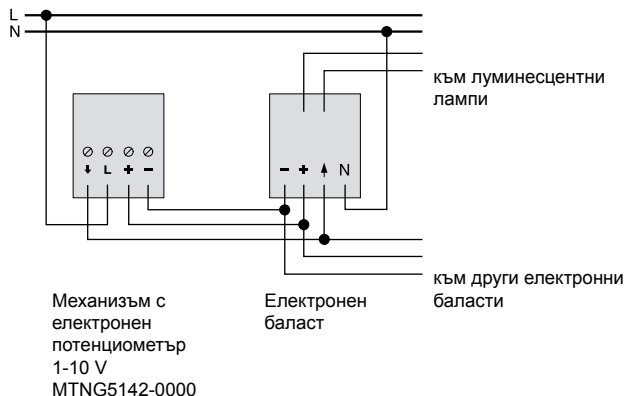 L
N
към луминесцентни
лампи
↓ L + −
− + ↑ N
към други електронни
баласти
Механизъм с
електронен
потенциометър
1-10 V
MTNG5142-0000
Електронен
баласт